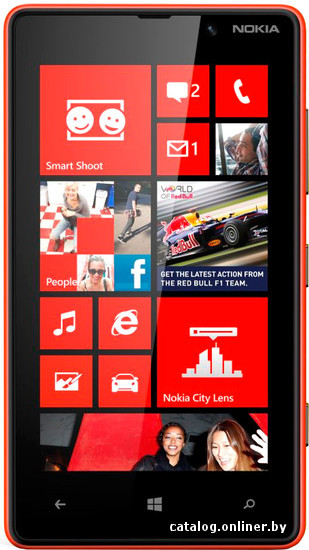 NOKIA
2
Smart Shoot
1
WORLD
OF Red Bull
People
f
GET THE LATEST ACTION FROM
THE RED BULL F1 TEAM.
Nokia City Lens
catalog.onliner.by